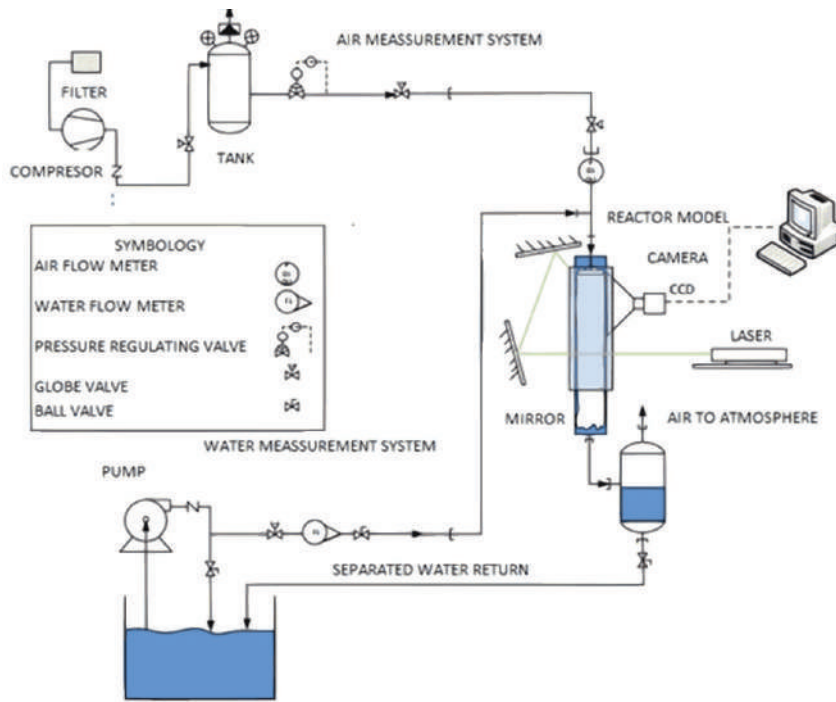 AIR MEASSUREMENT SYSTEM
FILTER
TANK
COMPRESOR
REACTOR MODEL
SYMBOLOGY
AIR FLOW METER
CAMERA
WATER FLOW METER
CCD
PRESSURE REGULATING VALVE
LASER
GLOBE VALVE
BALL VALVE
MIRROR
AIR TO ATMOSPHERE
WATER MEASSUREMENT SYSTEM
PUMP
SEPARATED WATER RETURN